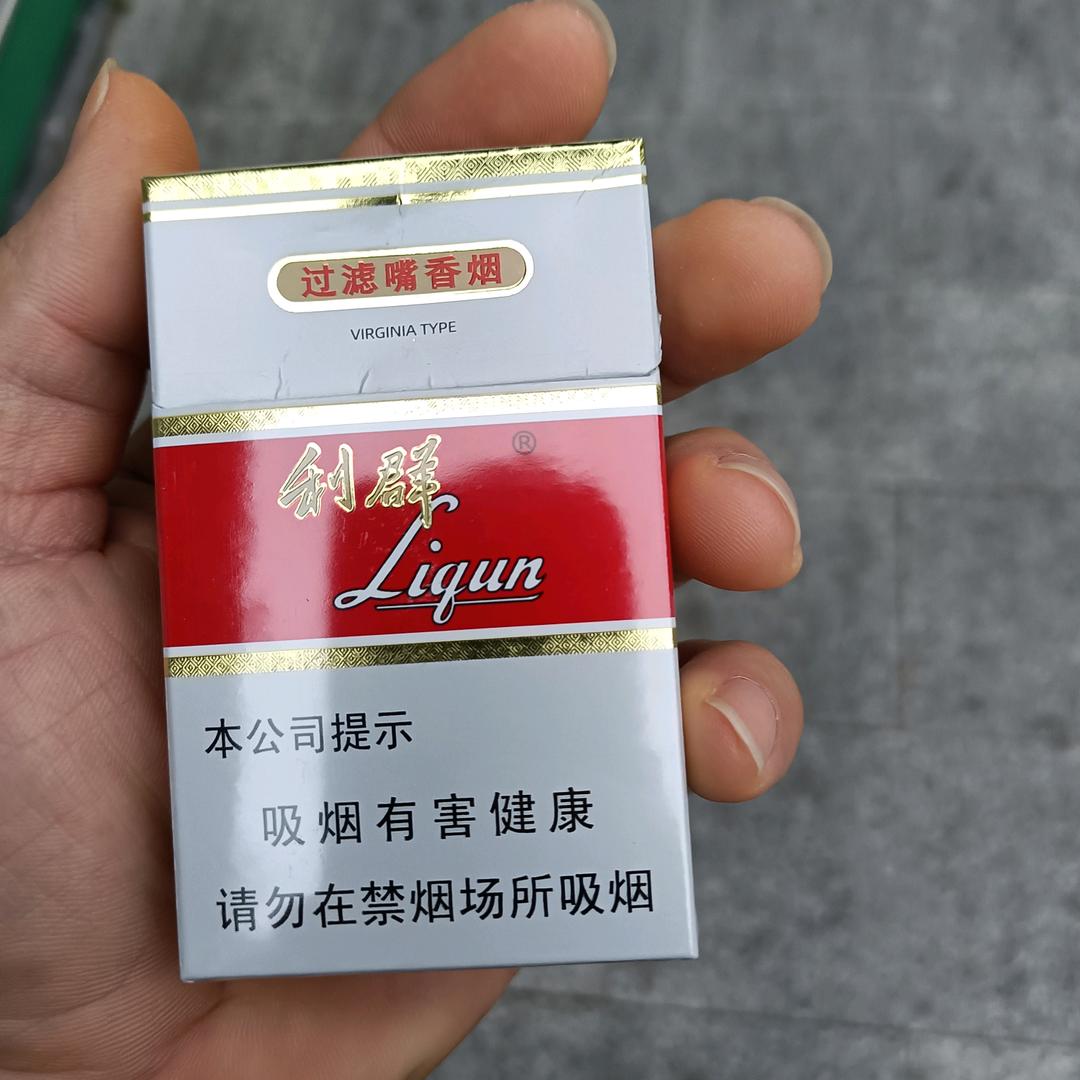 过滤嘴香烟
VIRGINIA TYPE
利群 ®
Liqun
本公司提示
吸烟有害健康
请勿在禁烟场所吸烟